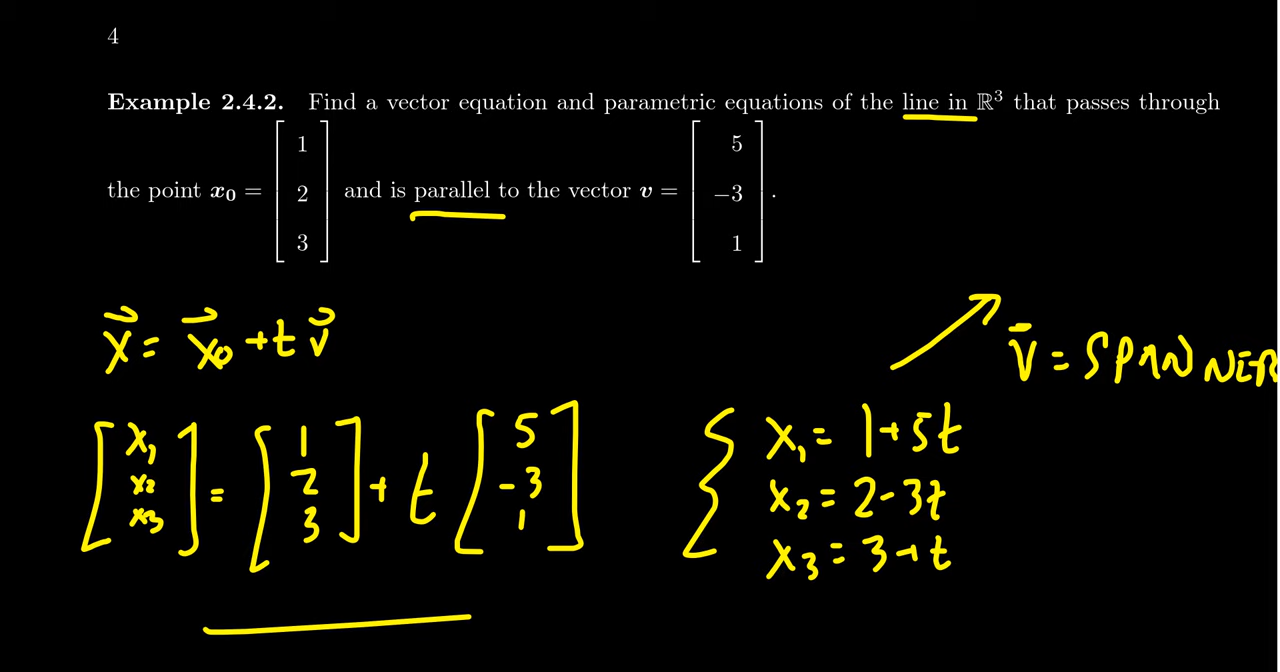 4
Example 2.4.2. Find a vector equation and parametric equations of the line in ℝ³ that passes through
the point x₀ = [1 2 3] and is parallel to the vector v = [5 −3 1].
x⃗ = x⃗₀ + t v⃗
v̄ = SPANNER
[x₁ x₂ x₃] = [1 2 3] + t [5 -3 1]
{ x₁ = 1+5t
x₂ = 2-3t
x₃ = 3+t